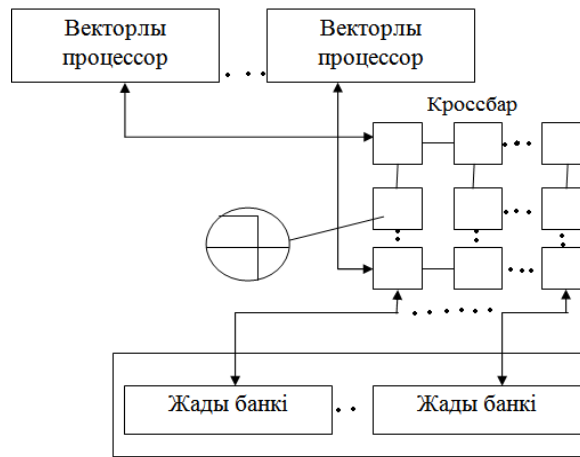 Векторлы
процессор
Векторлы
процессор
Кроссбар
Жады банкі
Жады банкі